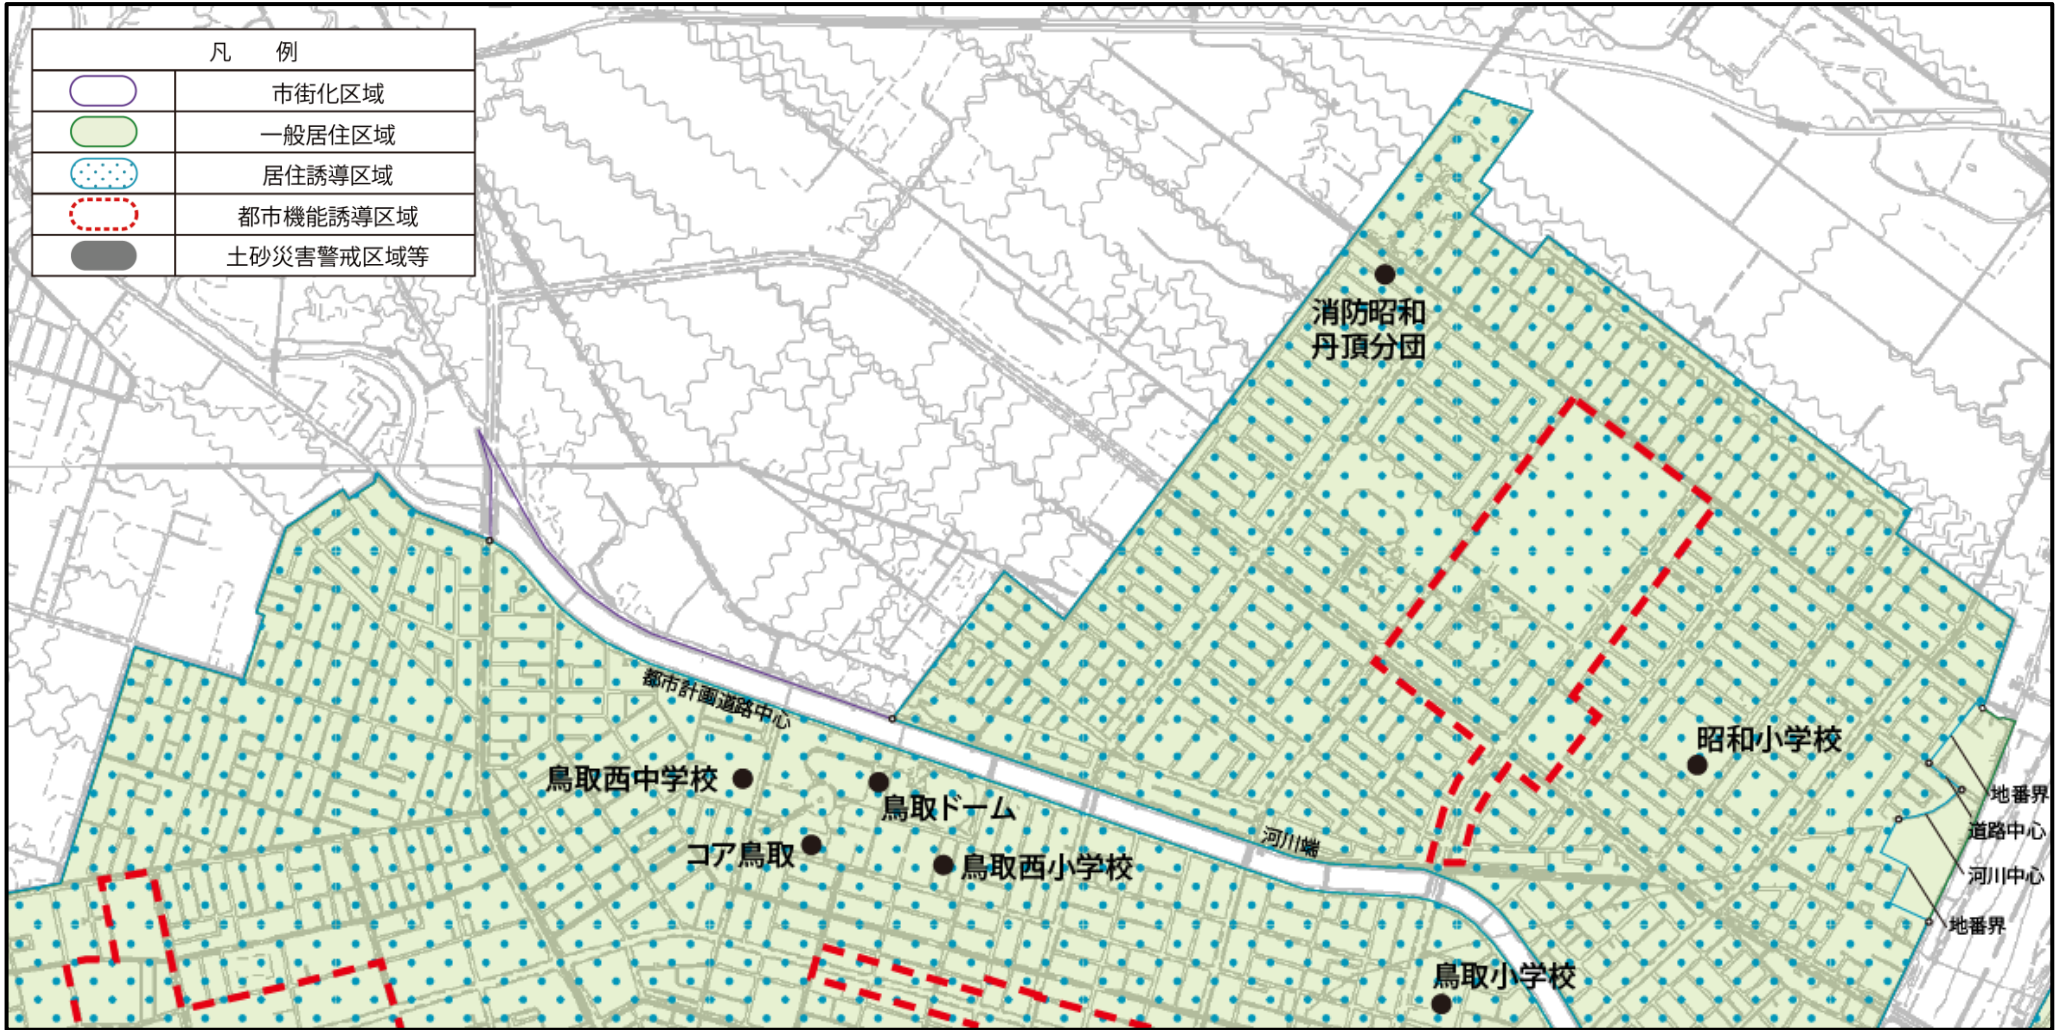 凡 例
市街化区域
一般居住区域
居住誘導区域
都市機能誘導区域
土砂災害警戒区域等
消防昭和
丹頂分団
都市計画道路中心
鳥取西中学校
鳥取ドーム
コア鳥取
鳥取西小学校
河川端
昭和小学校
地番界
道路中心
河川中心
地番界
鳥取小学校